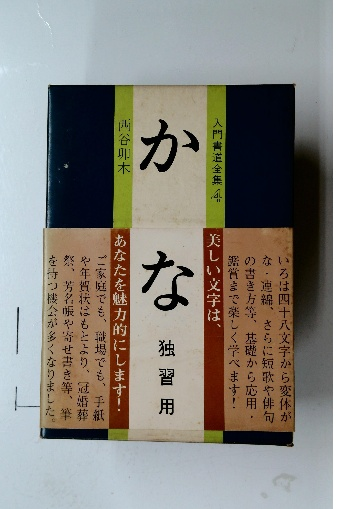 入門書道全集 4
かな
西谷卯木
独習用
美しい文字は、
あなたを魅力的にします!
いろは四十八文字から変体が
な・連綿、さらに短歌や俳句
の書き方等、基礎から応用・
鑑賞まで楽しく学べます!
ご家庭でも、職場でも、手紙
や年賀状はもとより、冠婚葬
祭、芳名帳や寄せ書き等、筆
を持つ機会が多くなりました。